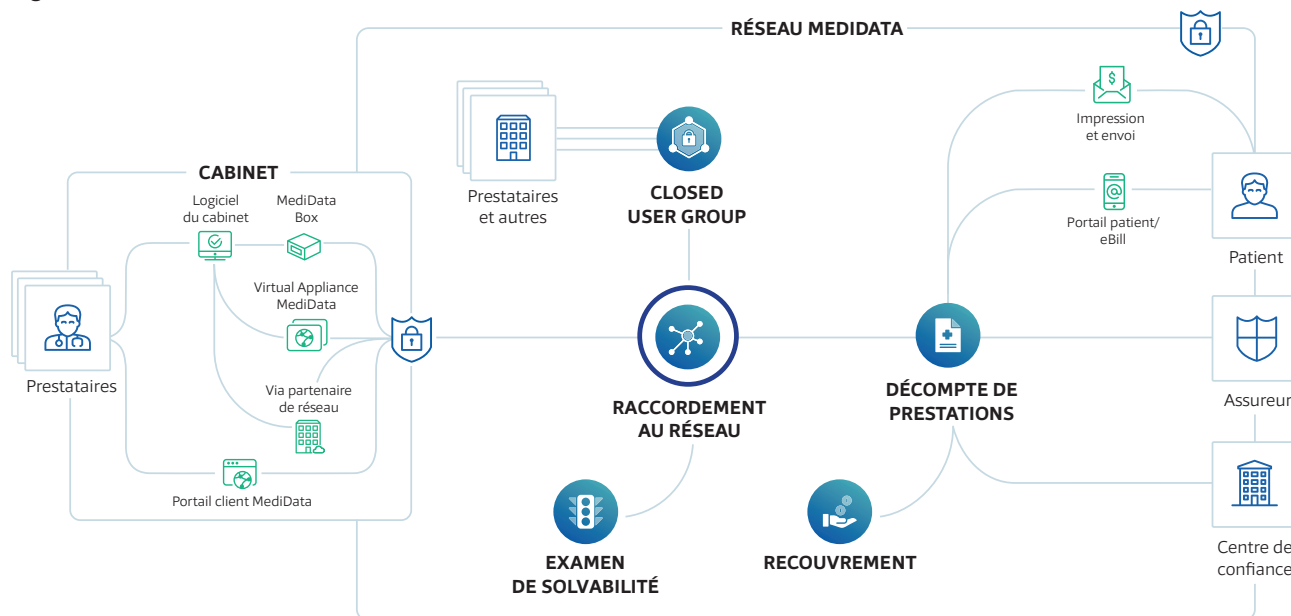 RÉSEAU MEDIDATA
Impression
et envoi
Prestataires
et autres
CLOSED
USER GROUP
Portail patient/
eBill
Patient
CABINET
Logiciel
du cabinet
MediData
Box
Virtual Appliance
MediData
Via partenaire
de réseau
Prestataires
Portail client MediData
RACCORDEMENT
AU RÉSEAU
DÉCOMPTE DE
PRESTATIONS
Assureur
EXAMEN
DE SOLVABILITÉ
RECOUVREMENT
Centre de
confiance